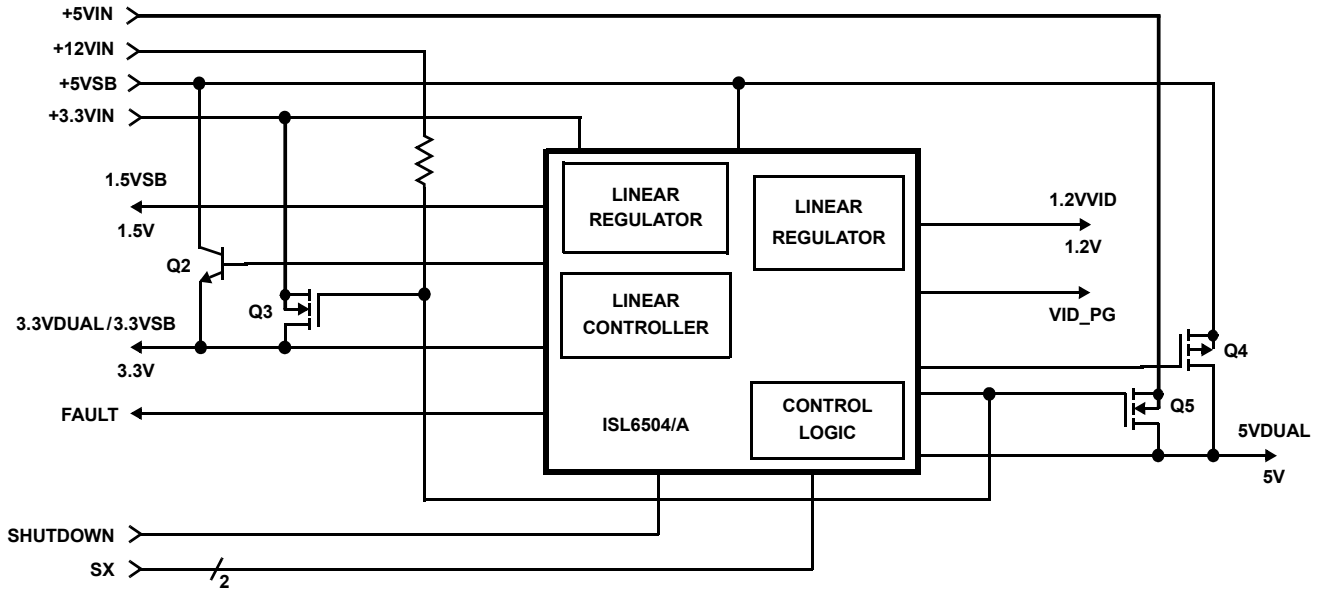 +5VIN
+12VIN
+5VSB
+3.3VIN
1.5VSB
1.5V
Q2
Q3
3.3VDUAL/3.3VSB
3.3V
FAULT
SHUTDOWN
SX
2
LINEAR
REGULATOR
LINEAR
CONTROLLER
LINEAR
REGULATOR
CONTROL
LOGIC
ISL6504/A
1.2VVID
1.2V
VID_PG
Q4
Q5
5VDUAL
5V